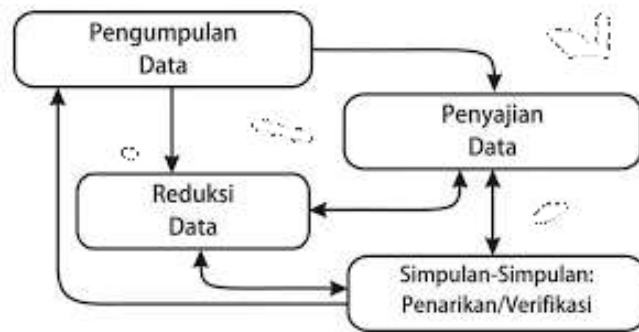 Pengumpulan
Data
Penyajian
Data
Reduksi
Data
Simpulan-Simpulan:
Penarikan/Verifikasi